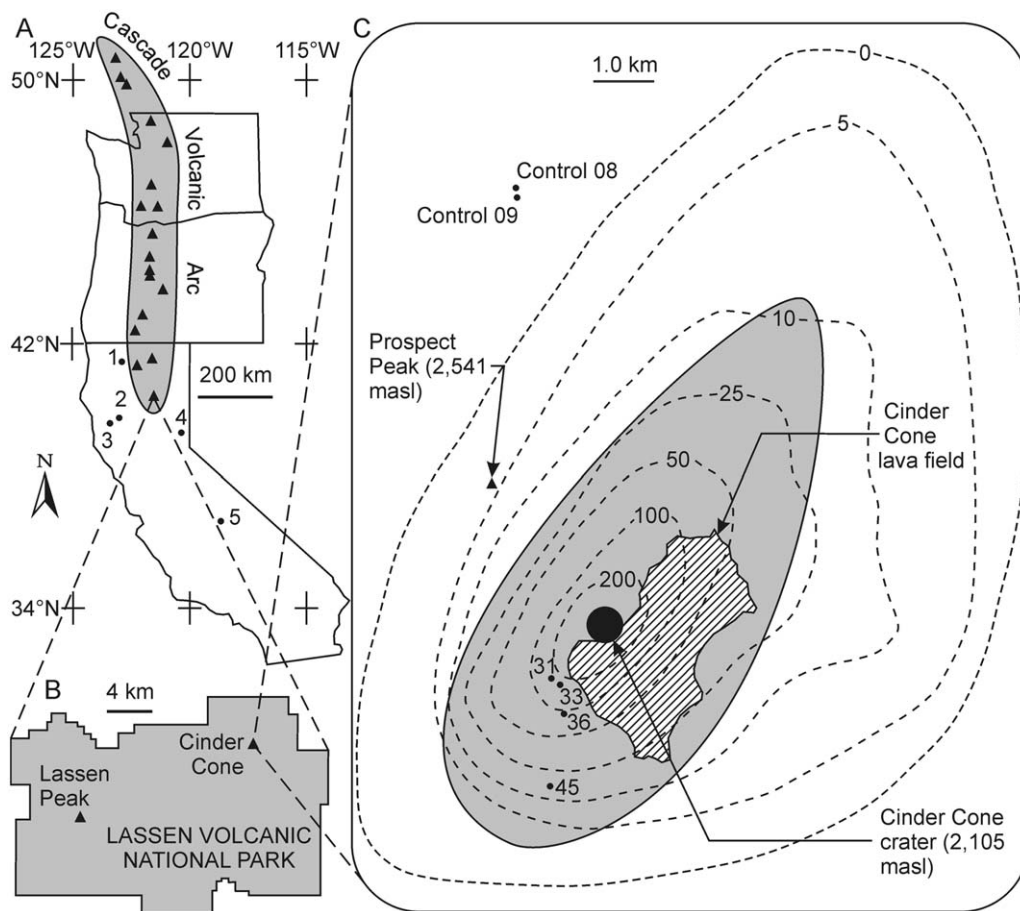 A
Cascade
125°W
120°W
115°W
50°N
Volcanic
Arc
42°N
1
200 km
2
3
4
N
5
34°N
B
4 km
Cinder
Cone
Lassen
Peak
LASSEN VOLCANIC
NATIONAL PARK
C
1.0 km
0
5
Control 08
Control 09
10
Prospect
Peak (2,541
masl)
25
Cinder
Cone
lava field
50
100
200
31
33
36
45
Cinder Cone
crater (2,105
masl)